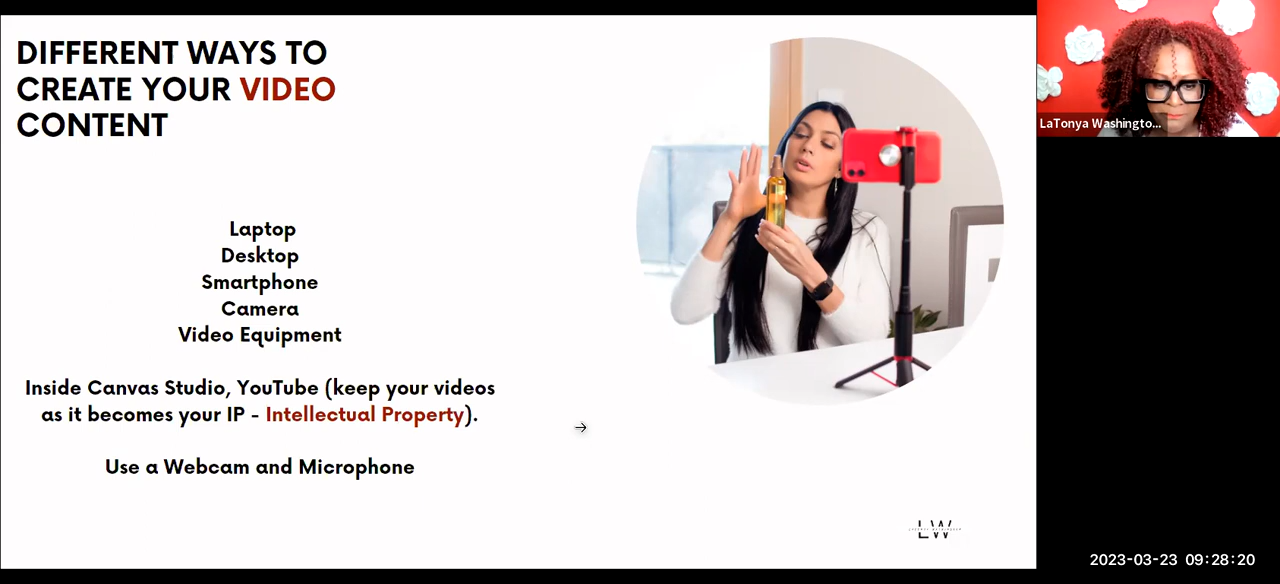 DIFFERENT WAYS TO
CREATE YOUR VIDEO
CONTENT
Laptop
Desktop
Smartphone
Camera
Video Equipment
Inside Canvas Studio, YouTube (keep your videos
as it becomes your IP - Intellectual Property).
Use a Webcam and Microphone
LW
LaTonya Washingto...
2023-03-23 09:28:20